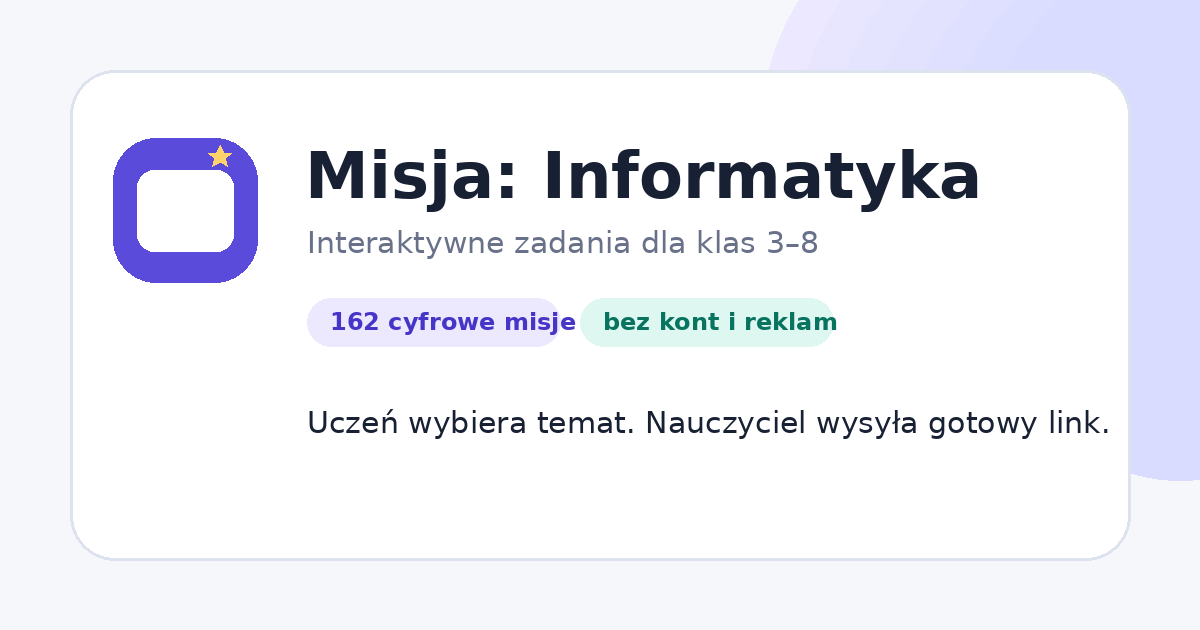 Misja: Informatyka
Interaktywne zadania dla klas 3–8
162 cyfrowe misje
bez kont i reklam
Uczeń wybiera temat. Nauczyciel wysyła gotowy link.